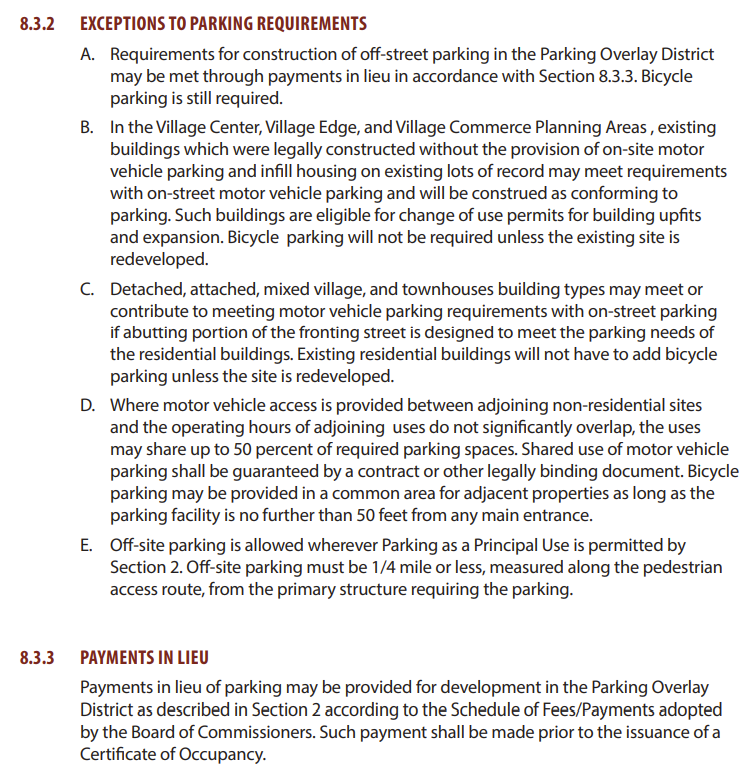 8.3.2 EXCEPTIONS TO PARKING REQUIREMENTS
A. Requirements for construction of off-street parking in the Parking Overlay District
may be met through payments in lieu in accordance with Section 8.3.3. Bicycle
parking is still required.
B. In the Village Center, Village Edge, and Village Commerce Planning Areas , existing
buildings which were legally constructed without the provision of on-site motor
vehicle parking and infill housing on existing lots of record may meet requirements
with on-street motor vehicle parking and will be construed as conforming to
parking. Such buildings are eligible for change of use permits for building upfits
and expansion. Bicycle parking will not be required unless the existing site is
redeveloped.
C. Detached, attached, mixed village, and townhouses building types may meet or
contribute to meeting motor vehicle parking requirements with on-street parking
if abutting portion of the fronting street is designed to meet the parking needs of
the residential buildings. Existing residential buildings will not have to add bicycle
parking unless the site is redeveloped.
D. Where motor vehicle access is provided between adjoining non-residential sites
and the operating hours of adjoining uses do not significantly overlap, the uses
may share up to 50 percent of required parking spaces. Shared use of motor vehicle
parking shall be guaranteed by a contract or other legally binding document. Bicycle
parking may be provided in a common area for adjacent properties as long as the
parking facility is no further than 50 feet from any main entrance.
E. Off-site parking is allowed wherever Parking as a Principal Use is permitted by
Section 2. Off-site parking must be 1/4 mile or less, measured along the pedestrian
access route, from the primary structure requiring the parking.
8.3.3 PAYMENTS IN LIEU
Payments in lieu of parking may be provided for development in the Parking Overlay
District as described in Section 2 according to the Schedule of Fees/Payments adopted
by the Board of Commissioners. Such payment shall be made prior to the issuance of a
Certificate of Occupancy.